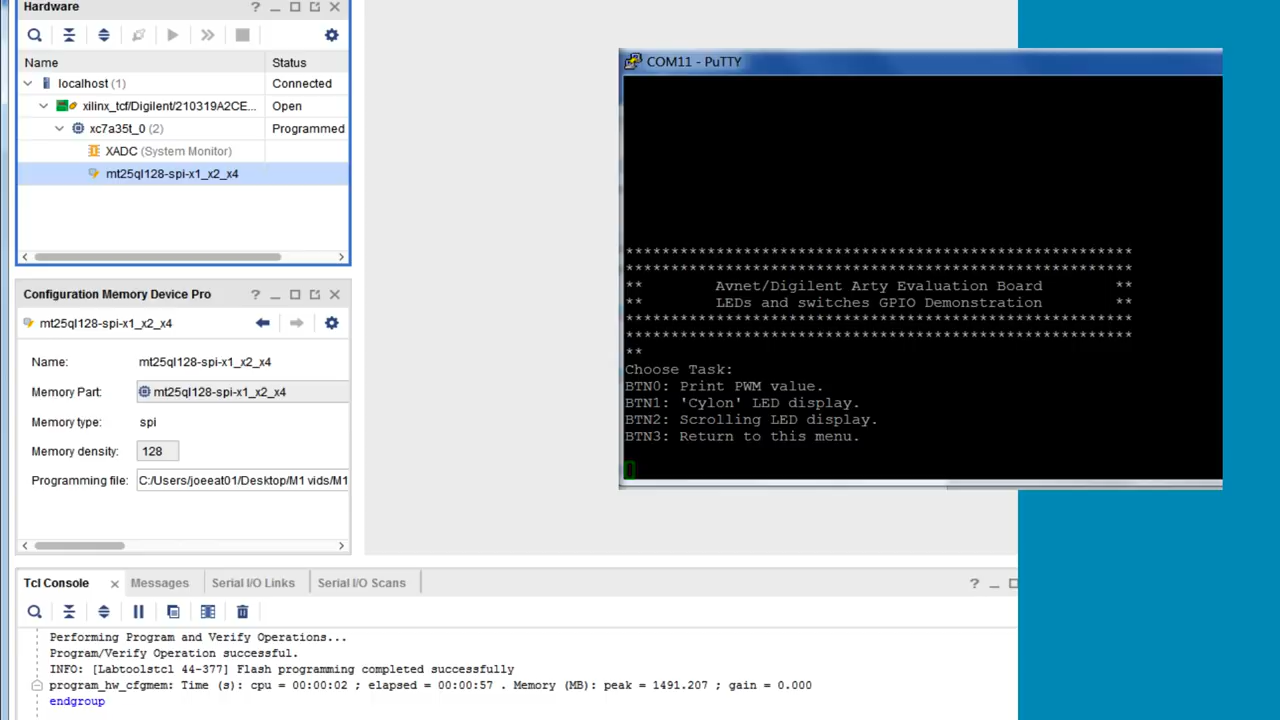 Hardware
?
Name Status
localhost (1) Connected
xilinx_tcf/Digilent/210319A2CE... Open
xc7a35t_0 (2) Programmed
XADC (System Monitor)
mt25ql128-spi-x1_x2_x4
Configuration Memory Device Pro
?
mt25ql128-spi-x1_x2_x4
Name: mt25ql128-spi-x1_x2_x4
Memory Part: mt25ql128-spi-x1_x2_x4
Memory type: spi
Memory density: 128
Programming file: C:/Users/joeeat01/Desktop/M1 vids/M1
COM11 - PuTTY
********************************************************
********************************************************
** Avnet/Digilent Arty Evaluation Board **
** LEDs and switches GPIO Demonstration **
********************************************************
********************************************************
**
Choose Task:
BTN0: Print PWM value.
BTN1: 'Cylon' LED display.
BTN2: Scrolling LED display.
BTN3: Return to this menu.
Tcl Console Messages Serial I/O Links Serial I/O Scans
?
Performing Program and Verify Operations...
Program/Verify Operation successful.
INFO: [Labtoolstcl 44-377] Flash programming completed successfully
program_hw_cfgmem: Time (s): cpu = 00:00:02 ; elapsed = 00:00:57 . Memory (MB): peak = 1491.207 ; gain = 0.000
endgroup